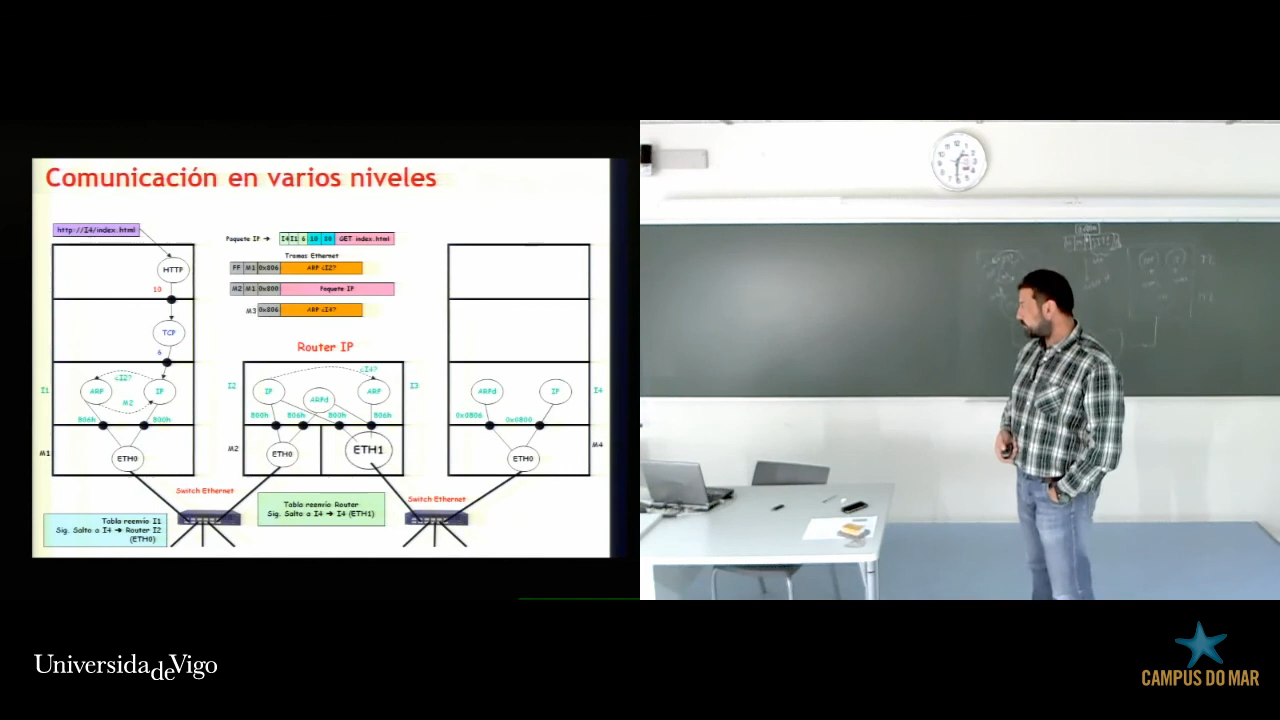 Comunicación en varios niveles
http://I4/index.html
Paquete IP → I4 I1 6 10 80 GET index.html
Tramas Ethernet
FF M1 0x806 ARP ¿I2?
M2 M1 0x800 Paquete IP
M3 0x806 ARP ¿I4?
HTTP
10
TCP
6
Router IP
I1 ARP ¿I2? IP M2
806h 800h
M1 ETH0
I2 IP ARPd ARP ¿I4? I3
800h 806h 800h 806h
M2 ETH0 ETH1
ARPd IP I4
0x0806 0x0800
ETH0 M4
Switch Ethernet
Switch Ethernet
Tabla reenvio I1
Sig. Salto a I4 → Router I2
(ETH0)
Tabla reenvio Router
Sig. Salto a I4 → I4 (ETH1)
UniversidadeVigo
CAMPUS DO MAR